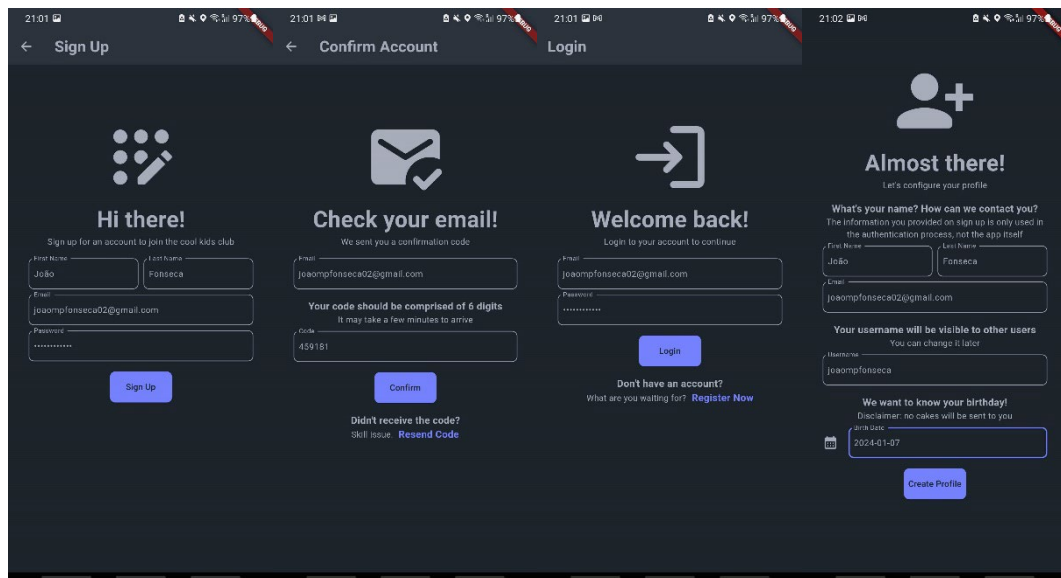 21:01 97%
Sign Up
Hi there!
Sign up for an account to join the cool kids club
First Name Last Name
João Fonseca
Email
joaompfonseca02@gmail.com
Password
Sign Up
21:01 97%
Confirm Account
Check your email!
We sent you a confirmation code
Email
joaompfonseca02@gmail.com
Your code should be comprised of 6 digits
It may take a few minutes to arrive
Code
459181
Confirm
Didn't receive the code?
Skill issue. Resend Code
21:01 97%
Login
Welcome back!
Login to your account to continue
Email
joaompfonseca02@gmail.com
Password
Login
Don't have an account?
What are you waiting for? Register Now
21:02 97%
Almost there!
Let's configure your profile
What's your name? How can we contact you?
The information you provided on sign up is only used in
the authentication process, not the app itself
First Name Last Name
João Fonseca
Email
joaompfonseca02@gmail.com
Your username will be visible to other users
You can change it later
Username
joaompfonseca
We want to know your birthday!
Disclaimer: no cakes will be sent to you
Birth Date
2024-01-07
Create Profile